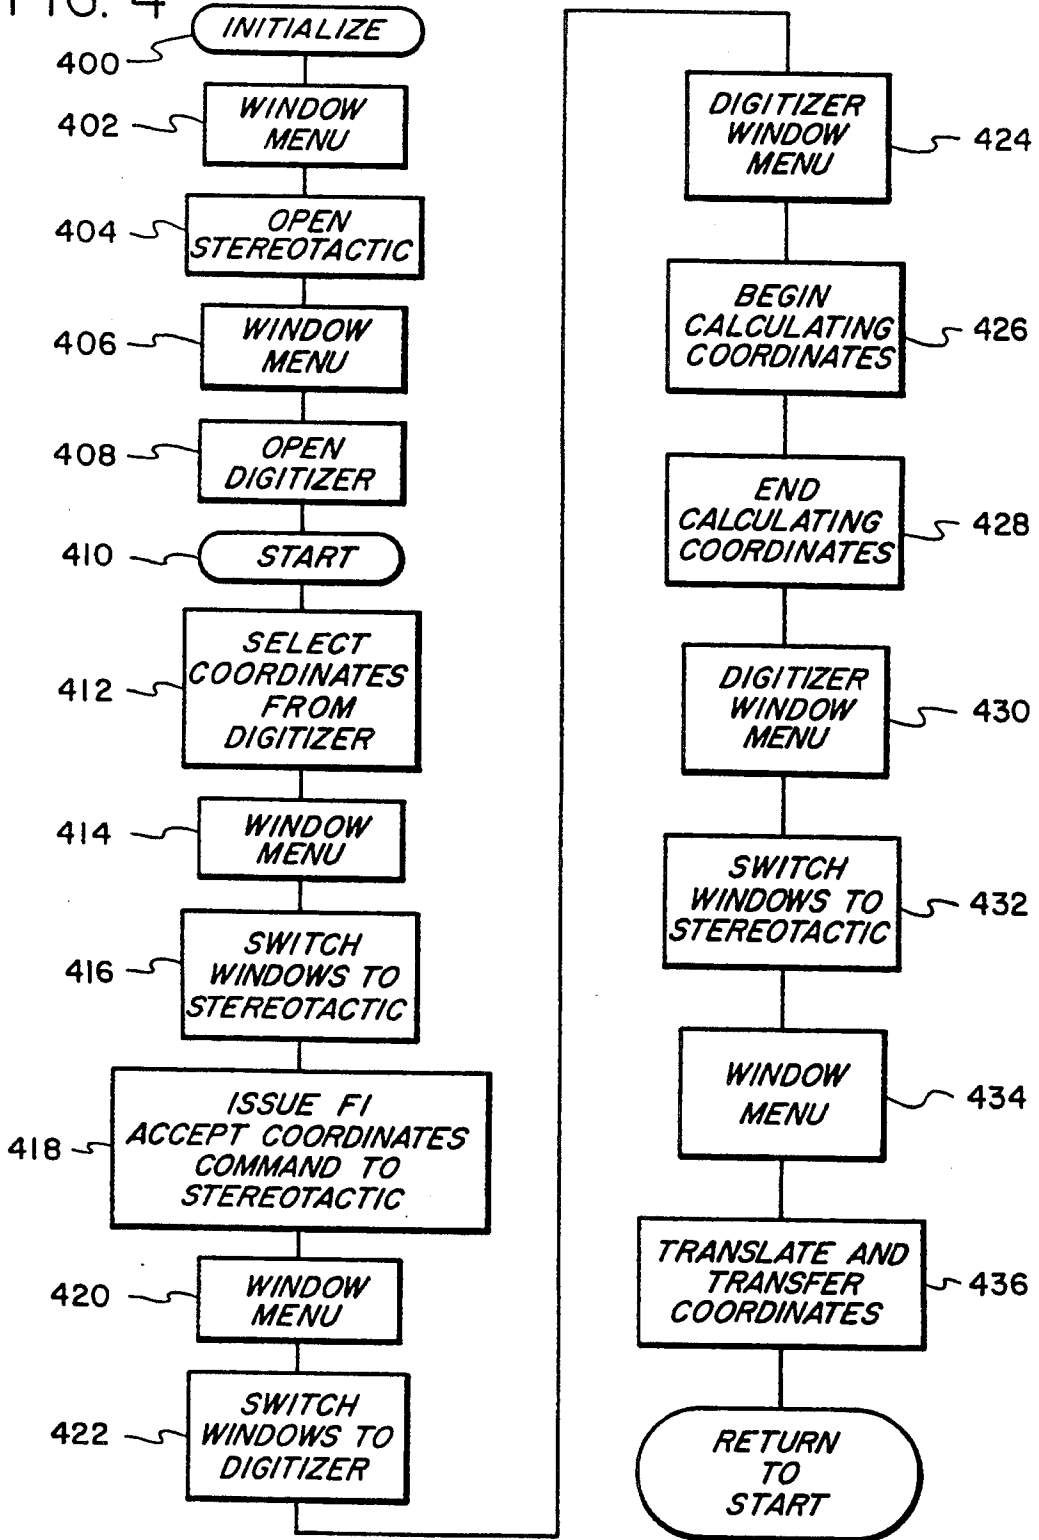 FIG. 4
INITIALIZE
400
WINDOW
MENU
402
OPEN
STEREOTACTIC
404
WINDOW
MENU
406
OPEN
DIGITIZER
408
START
410
SELECT
COORDINATES
FROM
DIGITIZER
412
WINDOW
MENU
414
SWITCH
WINDOWS TO
STEREOTACTIC
416
ISSUE F1
ACCEPT COORDINATES
COMMAND TO
STEREOTACTIC
418
WINDOW
MENU
420
SWITCH
WINDOWS TO
DIGITIZER
422
DIGITIZER
WINDOW
MENU
424
BEGIN
CALCULATING
COORDINATES
426
END
CALCULATING
COORDINATES
428
DIGITIZER
WINDOW
MENU
430
SWITCH
WINDOWS TO
STEREOTACTIC
432
WINDOW
MENU
434
TRANSLATE AND
TRANSFER
COORDINATES
436
RETURN
TO
START